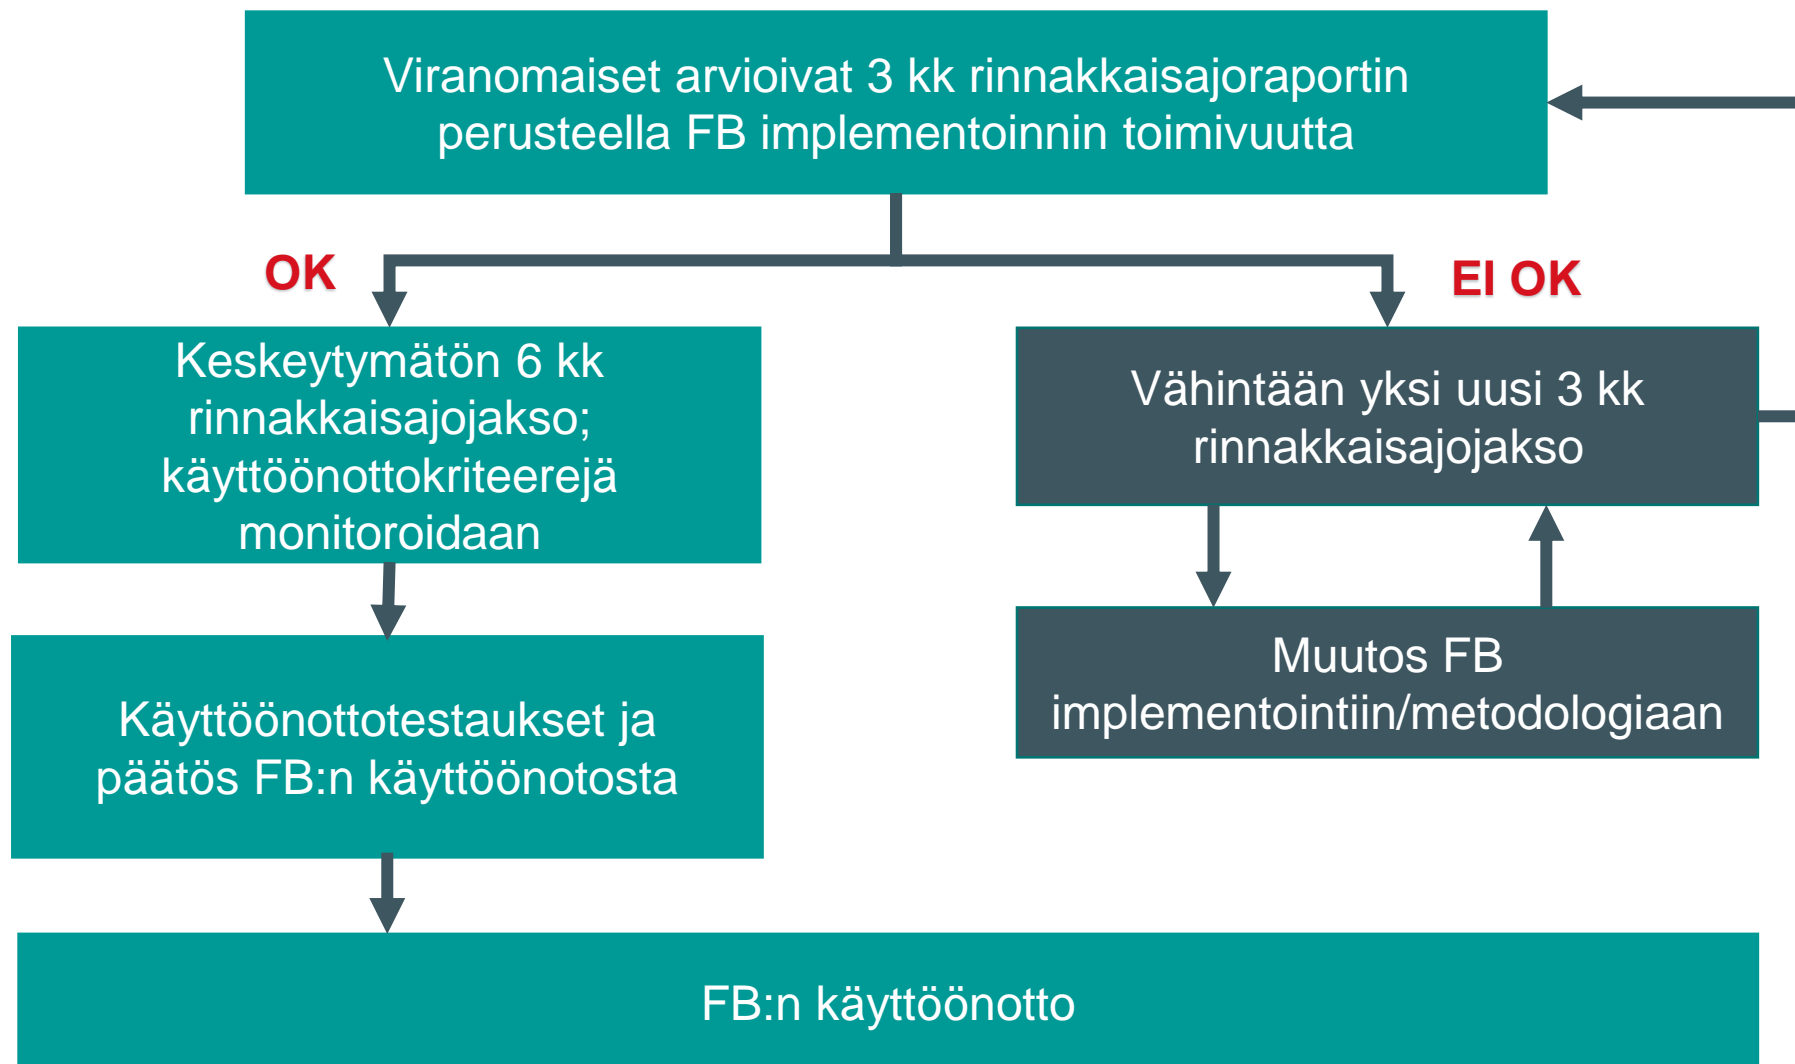 Viranomaiset arvioivat 3 kk rinnakkaisajoraportin
perusteella FB implementoinnin toimivuutta
OK
EI OK
Keskeytymätön 6 kk
rinnakkaisajojakso;
käyttöönottokriteerejä
monitoroidaan
Vähintään yksi uusi 3 kk
rinnakkaisajojakso
Käyttöönottotestaukset ja
päätös FB:n käyttöönotosta
Muutos FB
implementointiin/metodologiaan
FB:n käyttöönotto